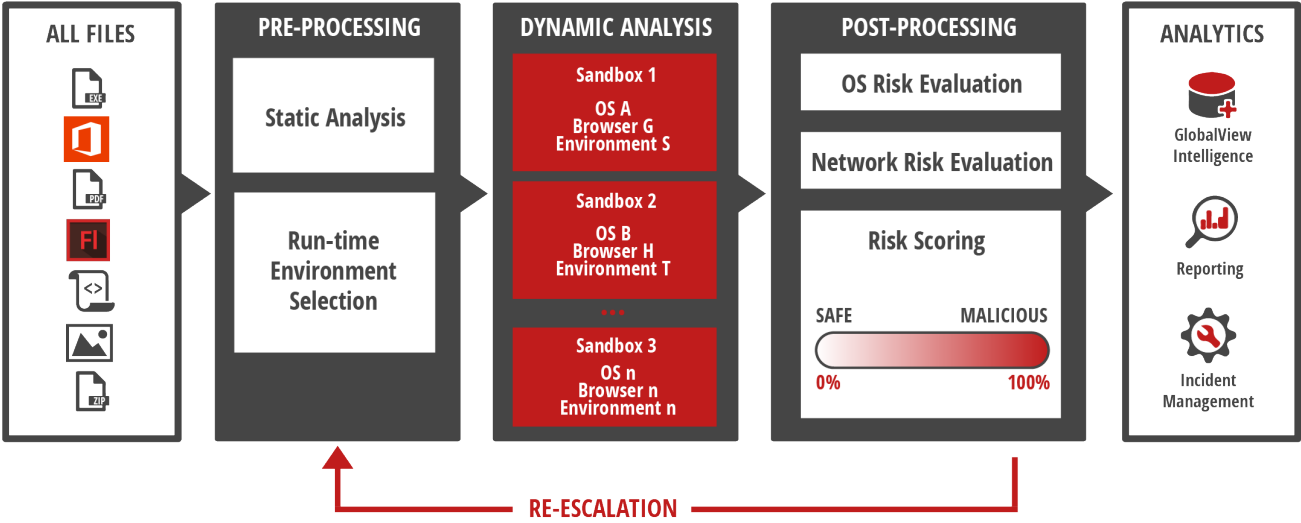 ALL FILES
EXE
PDF
Fl
<>
ZIP
PRE-PROCESSING
Static Analysis
Run-time
Environment
Selection
DYNAMIC ANALYSIS
Sandbox 1
OS A
Browser G
Environment S
Sandbox 2
OS B
Browser H
Environment T
...
Sandbox 3
OS n
Browser n
Environment n
POST-PROCESSING
OS Risk Evaluation
Network Risk Evaluation
Risk Scoring
SAFE MALICIOUS
0% 100%
ANALYTICS
GlobalView
Intelligence
Reporting
Incident
Management
RE-ESCALATION